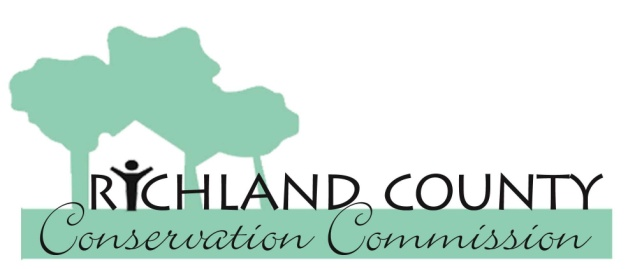 RICHLAND COUNTY
Conservation Commission